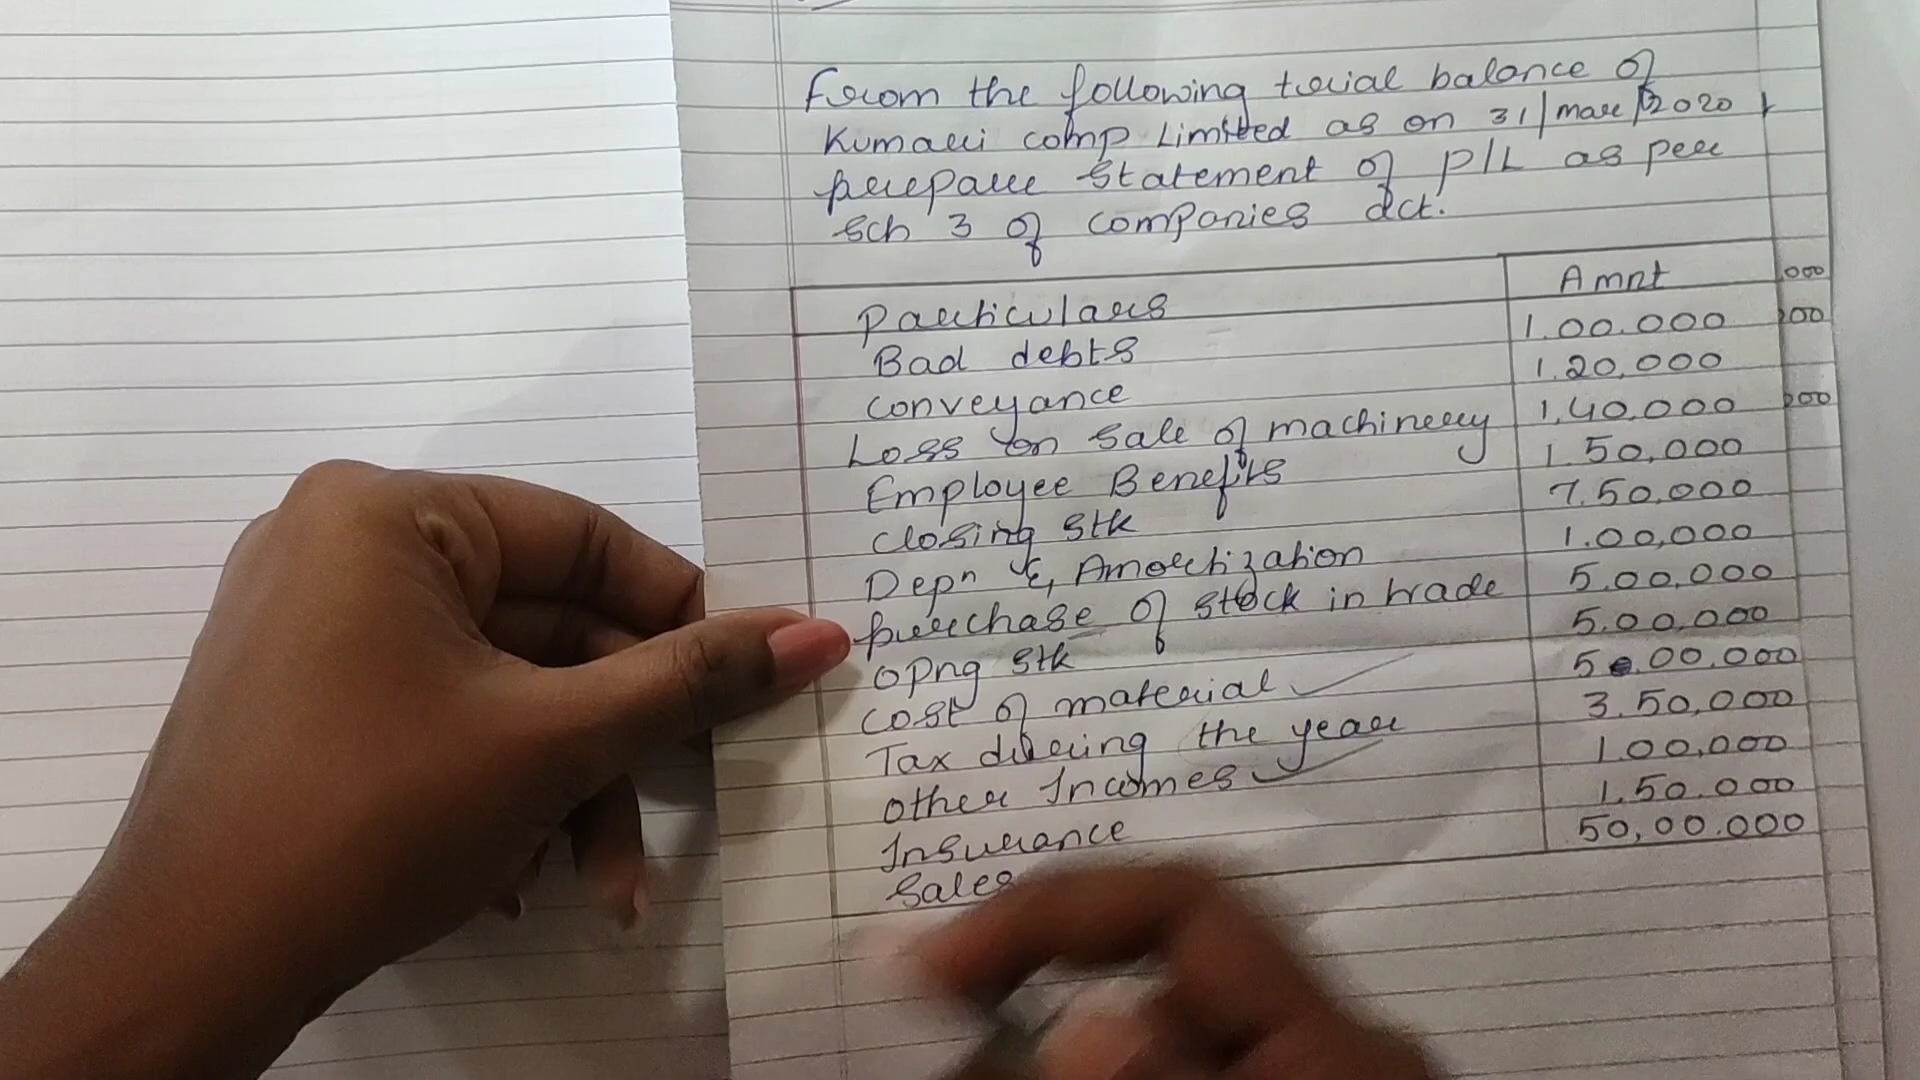 From the following trial balance of
Kumari comp Limited as on 31/mar/2020
prepare statement of P/L as per
Sch 3 of companies Act.
Particulars Amnt
Bad debts 1.00.000
conveyance 1.20,000
Loss on Sale of machinery 1,40,000
Employee Benefits 1.50,000
closing Stk 7.50,000
Depn & Amortization 1.00,000
purchase of stock in trade 5.00,000
opng Stk 5.00,000
cost of material 5.00.000
Tax during the year 3.50,000
other Incomes 1.00,000
Insurance 1,50.000
Sales 50,00.000
000
00
000